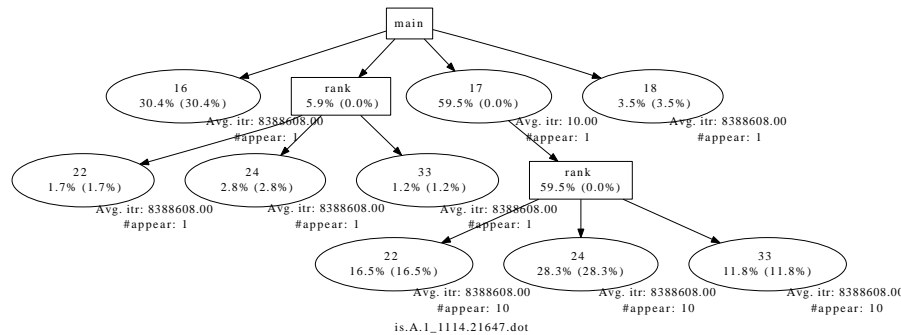 main
16
30.4% (30.4%)
Avg. itr: 8388608.00
#appear: 1
rank
5.9% (0.0%)
17
59.5% (0.0%)
Avg. itr: 10.00
#appear: 1
18
3.5% (3.5%)
Avg. itr: 8388608.00
#appear: 1
22
1.7% (1.7%)
Avg. itr: 8388608.00
#appear: 1
24
2.8% (2.8%)
Avg. itr: 8388608.00
#appear: 1
33
1.2% (1.2%)
Avg. itr: 8388608.00
#appear: 1
rank
59.5% (0.0%)
22
16.5% (16.5%)
Avg. itr: 8388608.00
#appear: 10
24
28.3% (28.3%)
Avg. itr: 8388608.00
#appear: 10
33
11.8% (11.8%)
Avg. itr: 8388608.00
#appear: 10
is.A.1_1114.21647.dot